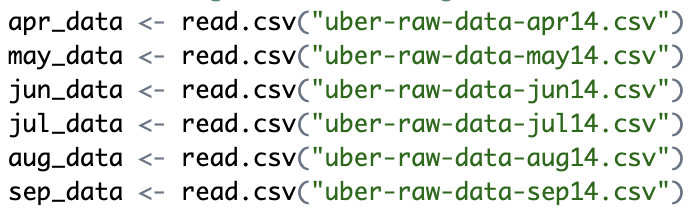 apr_data <- read.csv("uber-raw-data-apr14.csv")
may_data <- read.csv("uber-raw-data-may14.csv")
jun_data <- read.csv("uber-raw-data-jun14.csv")
jul_data <- read.csv("uber-raw-data-jul14.csv")
aug_data <- read.csv("uber-raw-data-aug14.csv")
sep_data <- read.csv("uber-raw-data-sep14.csv")